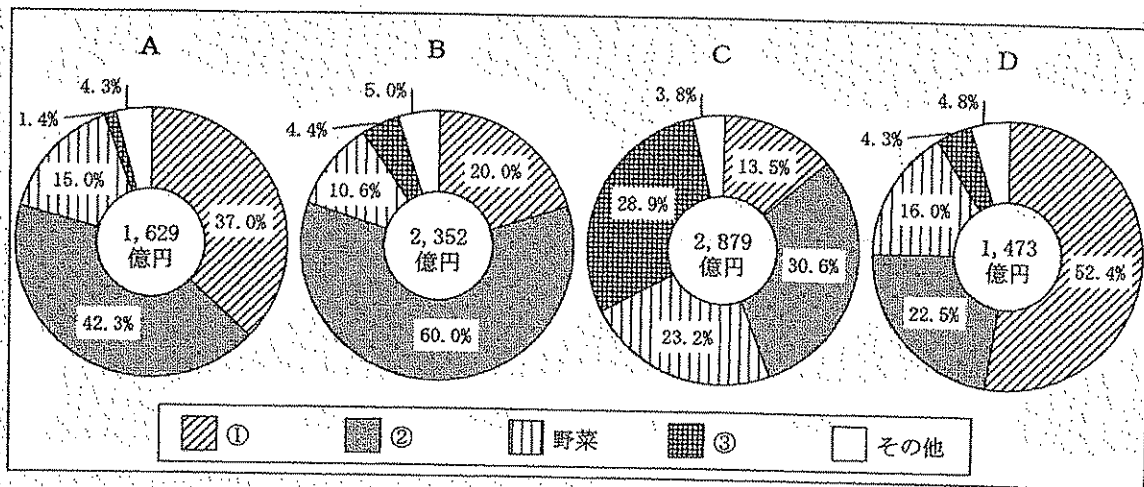 A
B
C
D
4.3%
1.4%
15.0%
37.0%
42.3%
1,629
億円
5.0%
4.4%
10.6%
20.0%
60.0%
2,352
億円
3.8%
28.9%
13.5%
30.6%
23.2%
2,879
億円
4.8%
4.3%
16.0%
22.5%
52.4%
1,473
億円
① ② 野菜 ③ その他